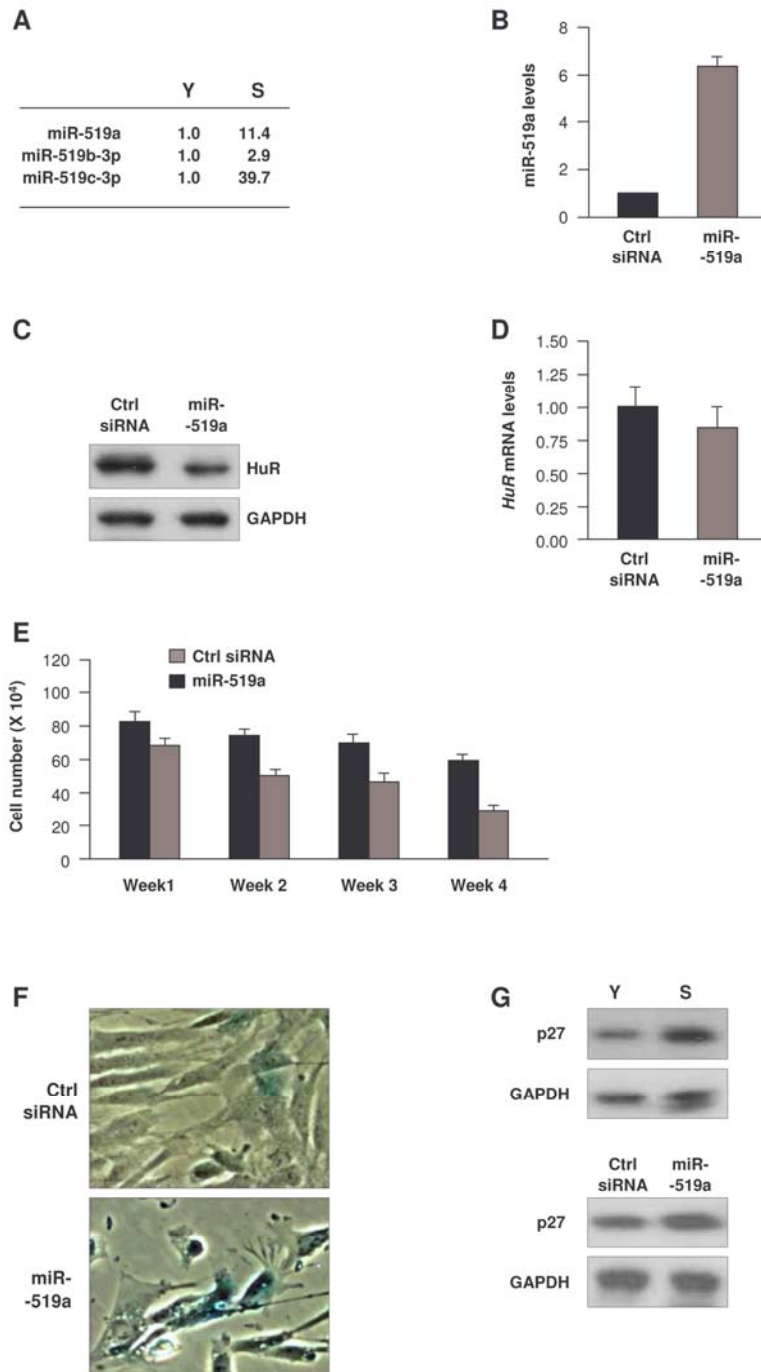 A
Y S
miR-519a 1.0 11.4
miR-519b-3p 1.0 2.9
miR-519c-3p 1.0 39.7
B
miR-519a levels
8
6
4
2
0
Ctrl
siRNA
miR-
-519a
C
Ctrl
siRNA
miR-
-519a
HuR
GAPDH
D
HuR mRNA levels
1.50
1.25
1.00
0.75
0.50
0.25
0.00
Ctrl
siRNA
miR-
-519a
E
Ctrl siRNA
miR-519a
Cell number (X 10⁴)
120
100
80
60
40
20
0
Week1 Week 2 Week 3 Week 4
F
Ctrl
siRNA
miR-
-519a
G
Y S
p27
GAPDH
Ctrl
siRNA
miR-
-519a
p27
GAPDH